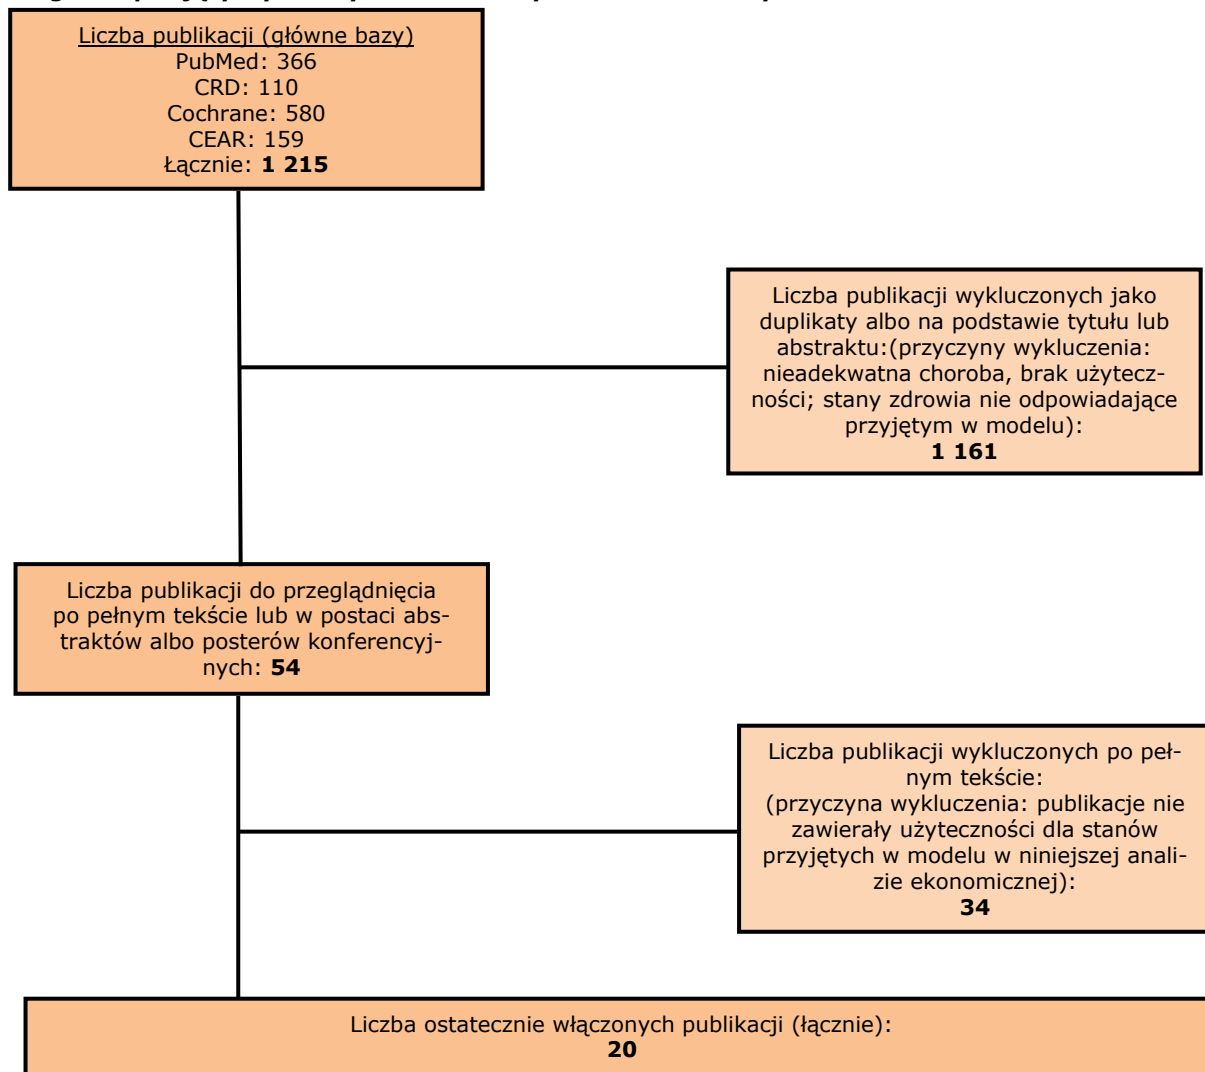 Liczba publikacji (główne bazy)
PubMed: 366
CRD: 110
Cochrane: 580
CEAR: 159
Łącznie: 1 215
Liczba publikacji wykluczonych jako
duplikaty albo na podstawie tytułu lub
abstraktu:(przyczyny wykluczenia:
nieadekwatna choroba, brak użytecz-
ności; stany zdrowia nie odpowiadające
przyjętym w modelu):
1 161
Liczba publikacji do przeglądnięcia
po pełnym tekście lub w postaci abs-
traktów albo posterów konferencyj-
nych: 54
Liczba publikacji wykluczonych po peł-
nym tekście:
(przyczyna wykluczenia: publikacje nie
zawierały użyteczności dla stanów
przyjętych w modelu w niniejszej anali-
zie ekonomicznej):
34
Liczba ostatecznie włączonych publikacji (łącznie):
20